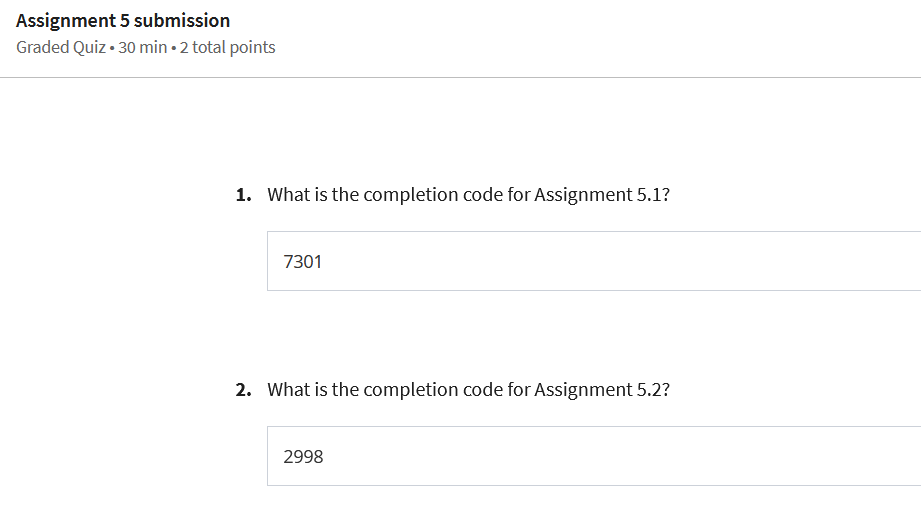 Assignment 5 submission
Graded Quiz • 30 min • 2 total points
1. What is the completion code for Assignment 5.1?
7301
2. What is the completion code for Assignment 5.2?
2998